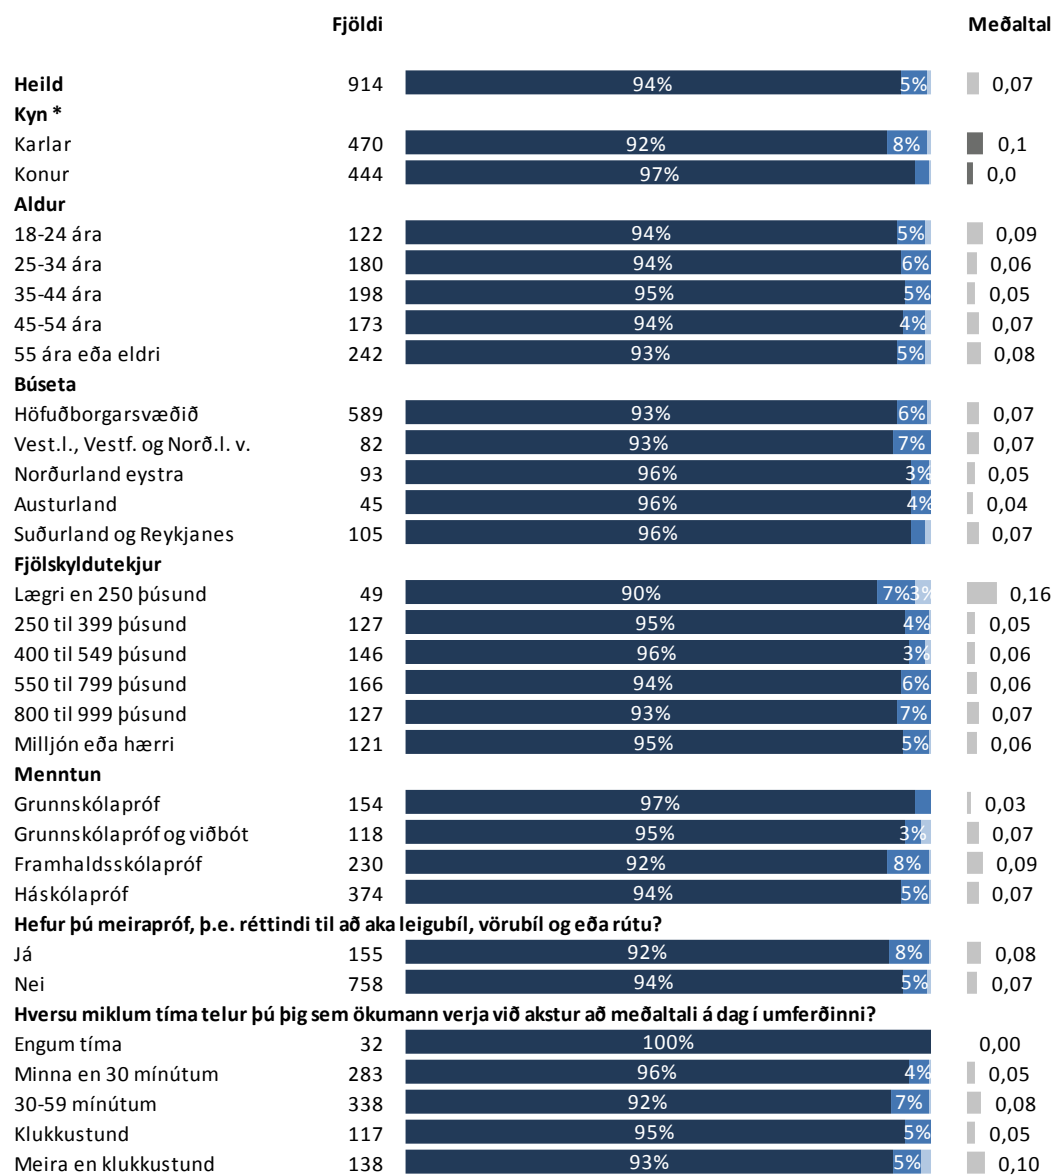 Fjöldi Meðaltal
Heild 914 94% 5% 0,07
Kyn *
Karlar 470 92% 8% 0,1
Konur 444 97% 0,0
Aldur
18-24 ára 122 94% 5% 0,09
25-34 ára 180 94% 6% 0,06
35-44 ára 198 95% 5% 0,05
45-54 ára 173 94% 4% 0,07
55 ára eða eldri 242 93% 5% 0,08
Búseta
Höfuðborgarsvæðið 589 93% 6% 0,07
Vest.l., Vestf. og Norð.l. v. 82 93% 7% 0,07
Norðurland eystra 93 96% 3% 0,05
Austurland 45 96% 4% 0,04
Suðurland og Reykjanes 105 96% 0,07
Fjölskyldutekjur
Lægri en 250 þúsund 49 90% 7% 3% 0,16
250 til 399 þúsund 127 95% 4% 0,05
400 til 549 þúsund 146 96% 3% 0,06
550 til 799 þúsund 166 94% 6% 0,06
800 til 999 þúsund 127 93% 7% 0,07
Milljón eða hærri 121 95% 5% 0,06
Menntun
Grunnskólapróf 154 97% 0,03
Grunnskólapróf og viðbót 118 95% 3% 0,07
Framhaldsskólapróf 230 92% 8% 0,09
Háskólapróf 374 94% 5% 0,07
Hefur þú meirapróf, þ.e. réttindi til að aka leigubíl, vörubíl og eða rútu?
Já 155 92% 8% 0,08
Nei 758 94% 5% 0,07
Hversu miklum tíma telur þú þig sem ökumann verja við akstur að meðaltali á dag í umferðinni?
Engum tíma 32 100% 0,00
Minna en 30 mínútum 283 96% 4% 0,05
30-59 mínútum 338 92% 7% 0,08
Klukkustund 117 95% 5% 0,05
Meira en klukkustund 138 93% 5% 0,10